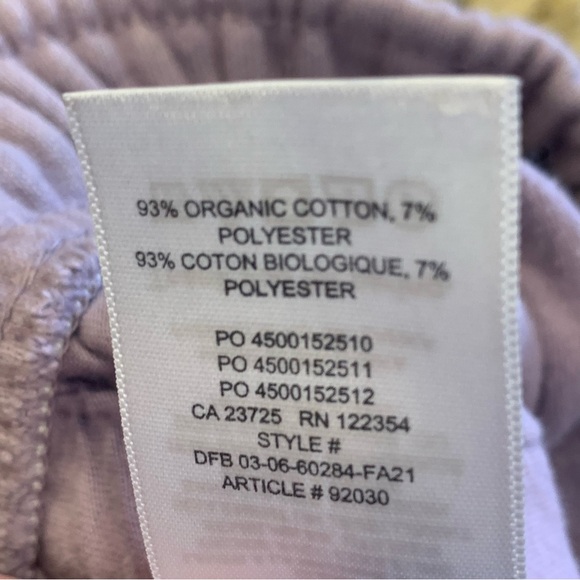 93% ORGANIC COTTON, 7%
POLYESTER
93% COTON BIOLOGIQUE, 7%
POLYESTER
PO 4500152510
PO 4500152511
PO 4500152512
CA 23725 RN 122354
STYLE #
DFB 03-06-60284-FA21
ARTICLE # 92030